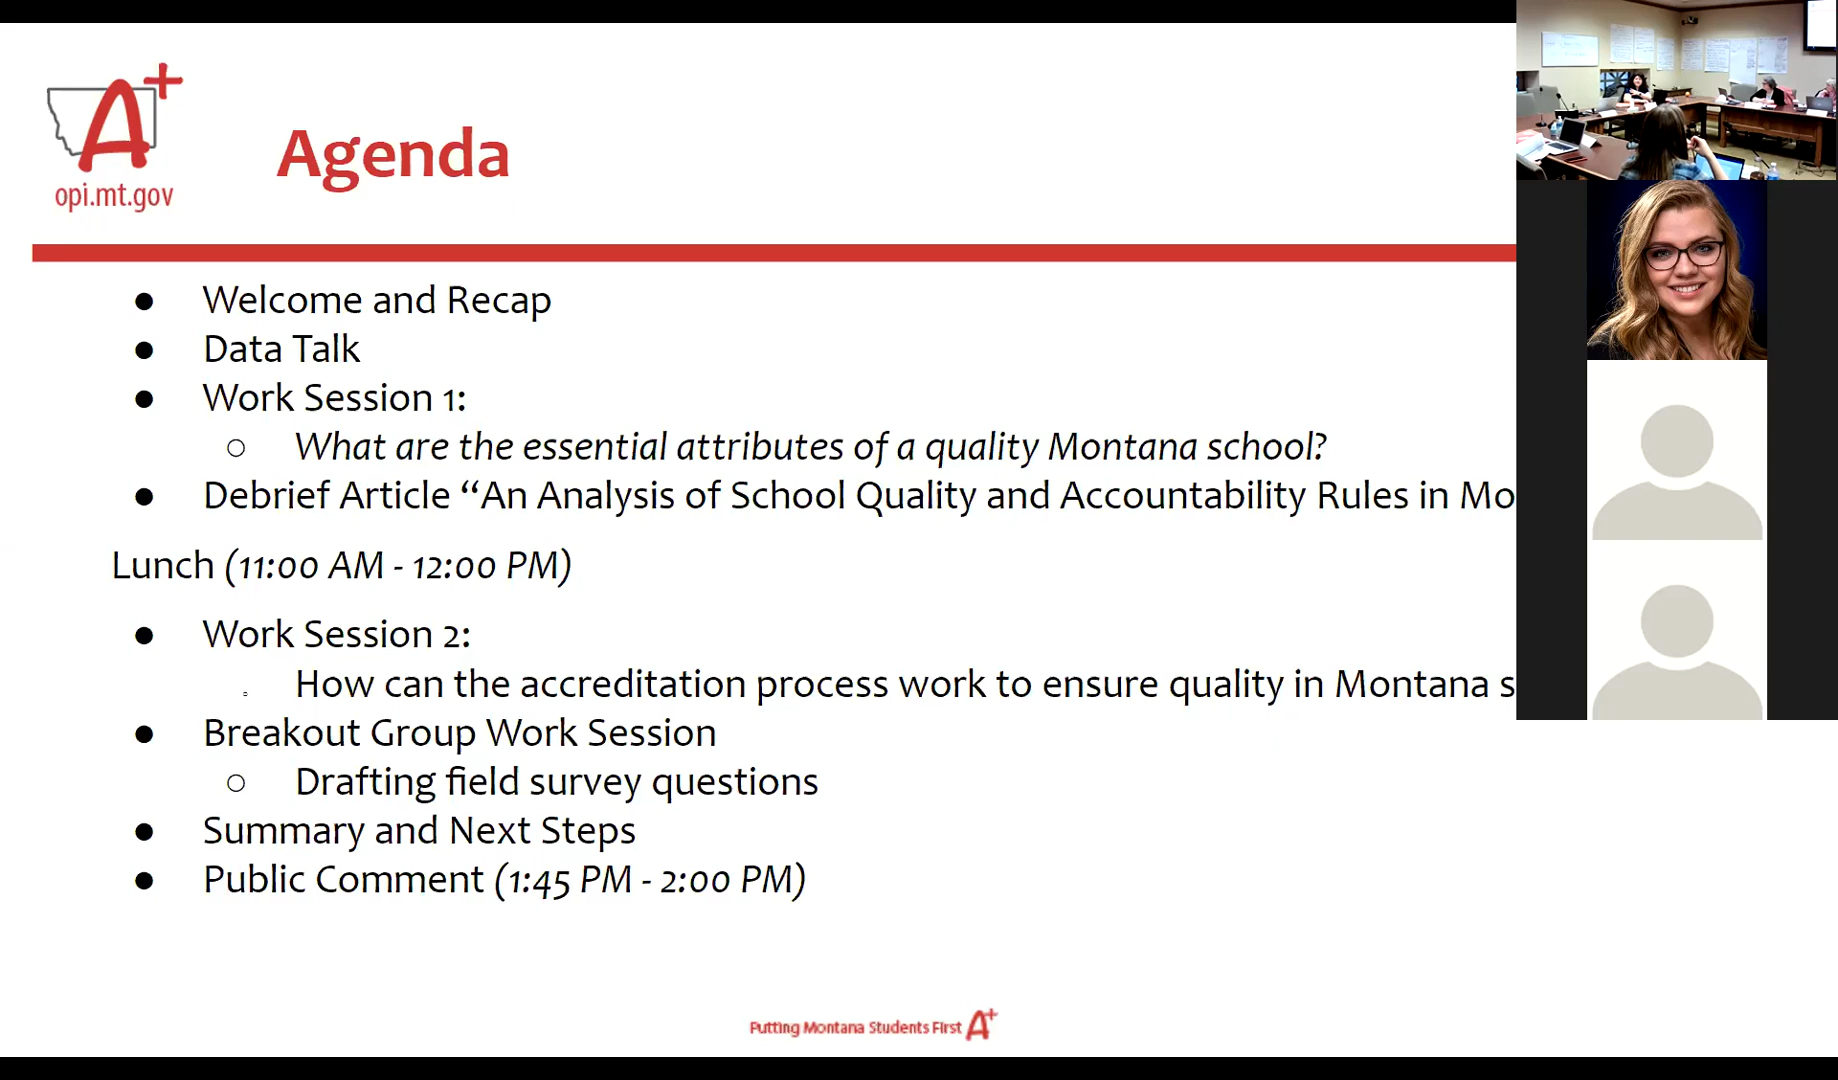 A+
opi.mt.gov
Agenda
● Welcome and Recap
● Data Talk
● Work Session 1:
○ What are the essential attributes of a quality Montana school?
● Debrief Article “An Analysis of School Quality and Accountability Rules in Mo
Lunch (11:00 AM - 12:00 PM)
● Work Session 2:
How can the accreditation process work to ensure quality in Montana s
● Breakout Group Work Session
○ Drafting field survey questions
● Summary and Next Steps
● Public Comment (1:45 PM - 2:00 PM)
Putting Montana Students First A+